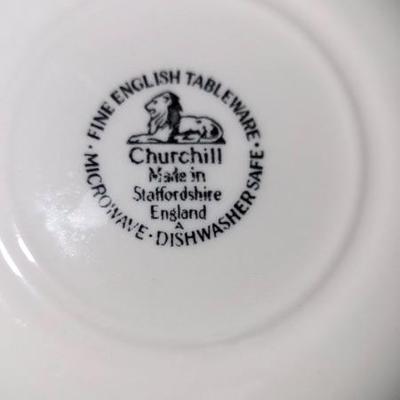 · FINE ENGLISH TABLEWARE ·
Churchill
Made in
Staffordshire
England
A
MICROWAVE · DISHWASHER SAFE